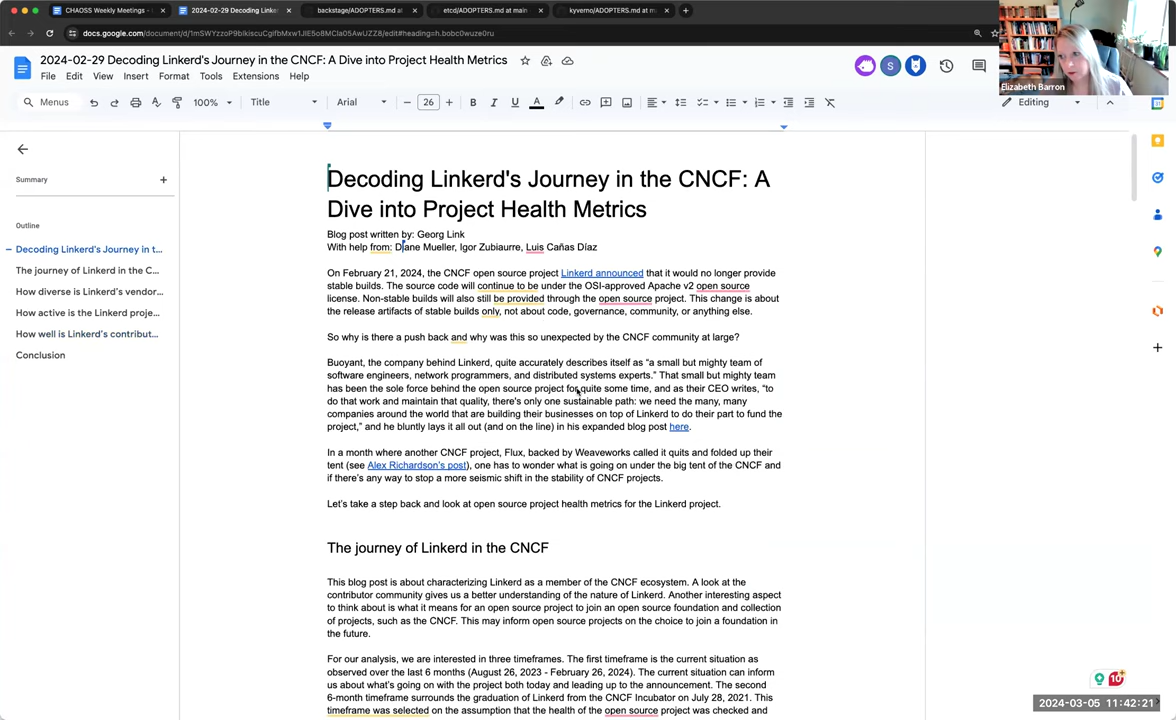 CHAOSS Weekly Meetings -
2024-02-29 Decoding Linke
backstage/ADOPTERS.md at
etcd/ADOPTERS.md at main
kyverno/ADOPTERS.md at m
2024-02-29 Decoding Linkerd's Journey in the CNCF: A Dive into Project Health Metrics
S
Elizabeth Barron
File Edit View Insert Format Tools Extensions Help
Menus 100% Title Arial 26 B I U A Editing
Summary
Outline
Decoding Linkerd's Journey in t...
The journey of Linkerd in the C...
How diverse is Linkerd's vendor...
How active is the Linkerd proje...
How well is Linkerd's contribut...
Conclusion
Decoding Linkerd's Journey in the CNCF: A
Dive into Project Health Metrics
Blog post written by: Georg Link
With help from: Diane Mueller, Igor Zubiaurre, Luis Cañas Díaz
On February 21, 2024, the CNCF open source project Linkerd announced that it would no longer provide
stable builds. The source code will continue to be under the OSI-approved Apache v2 open source
license. Non-stable builds will also still be provided through the open source project. This change is about
the release artifacts of stable builds only, not about code, governance, community, or anything else.
So why is there a push back and why was this so unexpected by the CNCF community at large?
Buoyant, the company behind Linkerd, quite accurately describes itself as "a small but mighty team of
software engineers, network programmers, and distributed systems experts." That small but mighty team
has been the sole force behind the open source project for quite some time, and as their CEO writes, "to
do that work and maintain that quality, there's only one sustainable path: we need the many, many
companies around the world that are building their businesses on top of Linkerd to do their part to fund the
project," and he bluntly lays it all out (and on the line) in his expanded blog post here.
In a month where another CNCF project, Flux, backed by Weaveworks called it quits and folded up their
tent (see Alex Richardson's post), one has to wonder what is going on under the big tent of the CNCF and
if there's any way to stop a more seismic shift in the stability of CNCF projects.
Let's take a step back and look at open source project health metrics for the Linkerd project.
The journey of Linkerd in the CNCF
This blog post is about characterizing Linkerd as a member of the CNCF ecosystem. A look at the
contributor community gives us a better understanding of the nature of Linkerd. Another interesting aspect
to think about is what it means for an open source project to join an open source foundation and collection
of projects, such as the CNCF. This may inform open source projects on the choice to join a foundation in
the future.
For our analysis, we are interested in three timeframes. The first timeframe is the current situation as
observed over the last 6 months (August 26, 2023 - February 26, 2024). The current situation can inform
us about what's going on with the project both today and leading up to the announcement. The second
6-month timeframe surrounds the graduation of Linkerd from the CNCF Incubator on July 28, 2021. This
timeframe was selected on the assumption that the health of the open source project was checked and
10
2024-03-05 11:42:21